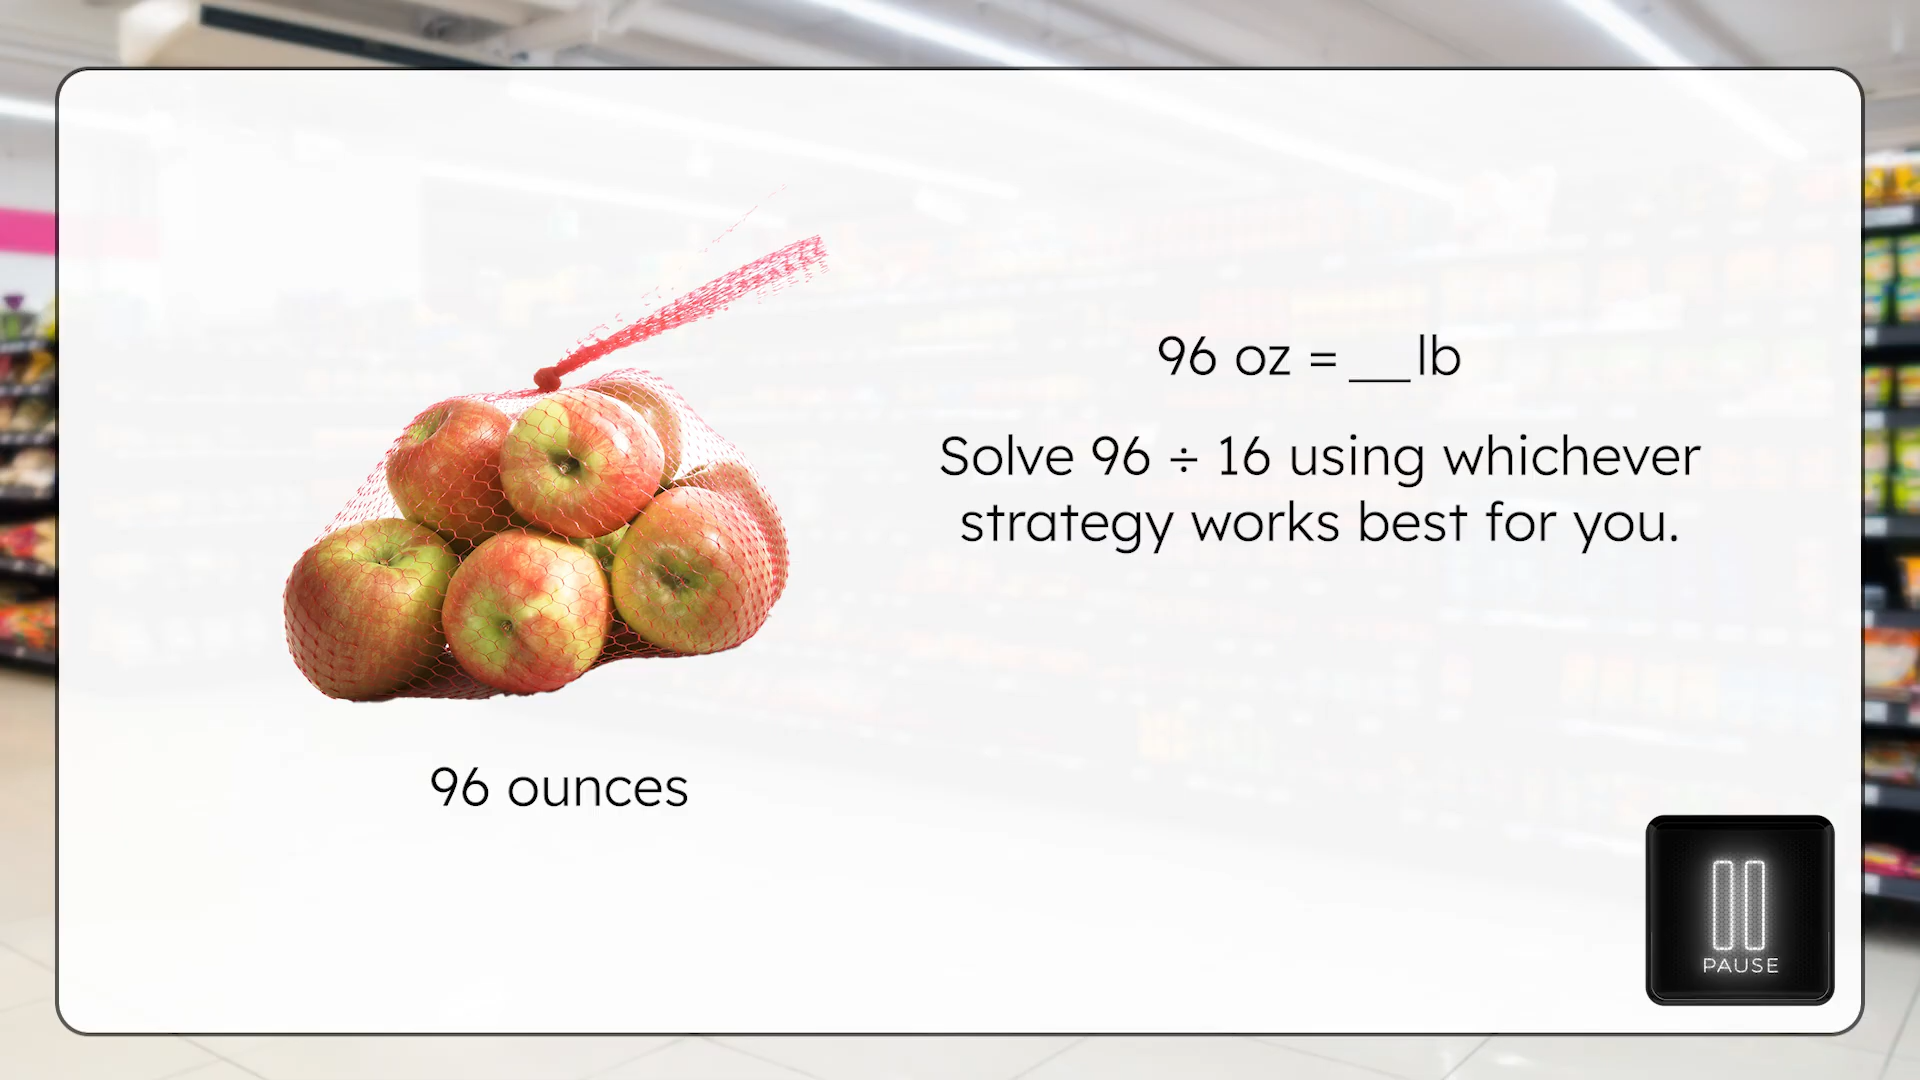 96 oz = __ lb
Solve 96 ÷ 16 using whichever
strategy works best for you.
96 ounces
PAUSE